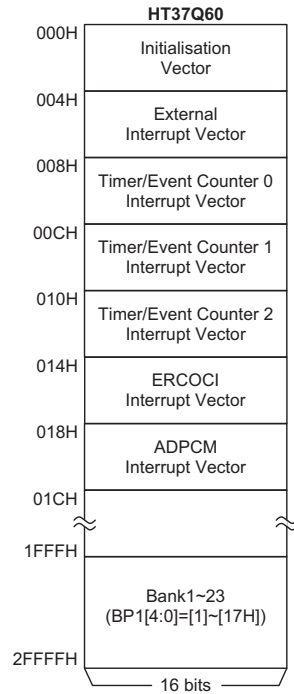 HT37Q60
000H
Initialisation
Vector
004H
External
Interrupt Vector
008H
Timer/Event Counter 0
Interrupt Vector
00CH
Timer/Event Counter 1
Interrupt Vector
010H
Timer/Event Counter 2
Interrupt Vector
014H
ERCOCI
Interrupt Vector
018H
ADPCM
Interrupt Vector
01CH
1FFFH
Bank1~23
(BP1[4:0]=[1]~[17H])
2FFFFH
16 bits